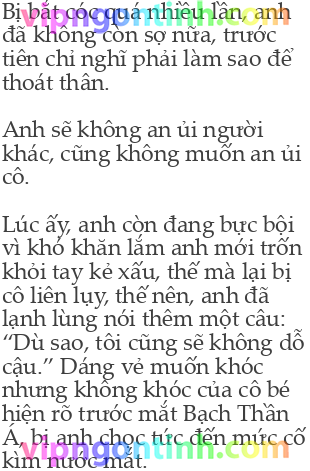 Bị bắt cóc quá nhiều lần, anh
đã không còn sợ nữa, trước
tiên chỉ nghĩ phải làm sao để
thoát thân.
Anh sẽ không an ủi người
khác, cũng không muốn an ủi
cô.
Lúc ấy, anh còn đang bực bội
vì khó khăn lắm anh mới trốn
khỏi tay kẻ xấu, thế mà lại bị
cô liên lụy, thế nên, anh đã
lạnh lùng nói thêm một câu:
“Dù sao, tôi cũng sẽ không dỗ
cậu.” Dáng vẻ muốn khóc
nhưng không khóc của cô bé
hiện rõ trước mắt Bạch Thần
Á, bị anh chọc tức đến mức cố
kìm nước mắt.
vipngontinh.com
vipngontinh.com